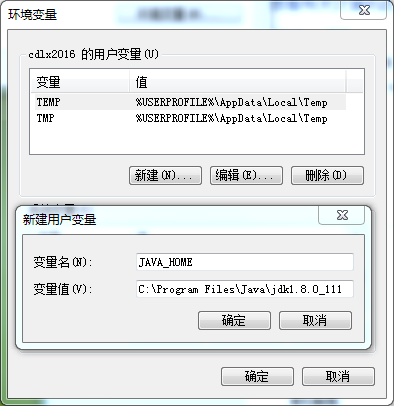 环境变量
cdlx2016 的用户变量(U)
变量 值
TEMP %USERPROFILE%\AppData\Local\Temp
TMP %USERPROFILE%\AppData\Local\Temp
新建(N)... 编辑(E)... 删除(D)
新建用户变量
变量名(N): JAVA_HOME
变量值(V): C:\Program Files\Java\jdk1.8.0_111
确定 取消
确定 取消